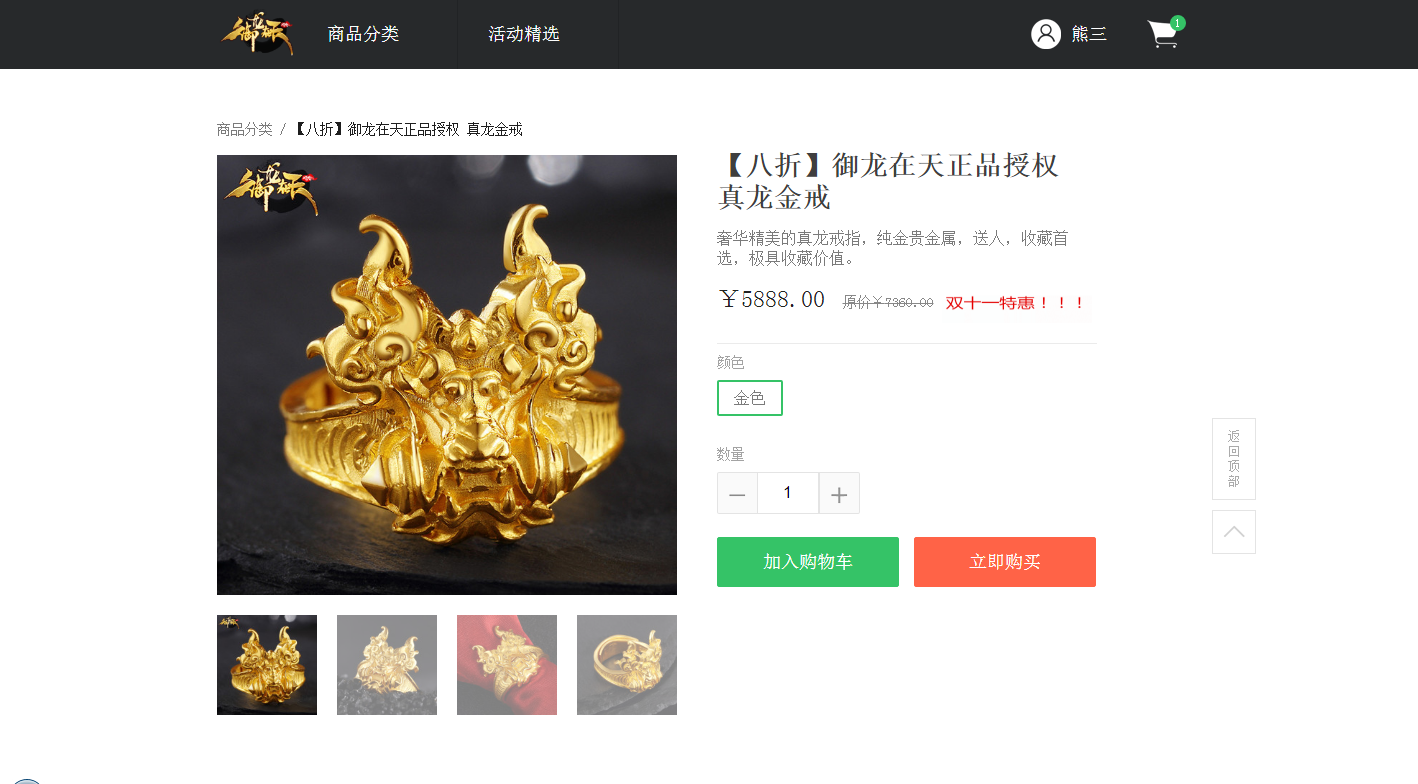 商品分类
活动精选
熊三
1
商品分类 / 【八折】御龙在天正品授权 真龙金戒
【八折】御龙在天正品授权
真龙金戒
奢华精美的真龙戒指，纯金贵金属，送人，收藏首
选，极具收藏价值。
￥5888.00 原价￥7360.00 双十一特惠！！！
颜色
金色
数量
1
加入购物车
立即购买
返
回
顶
部